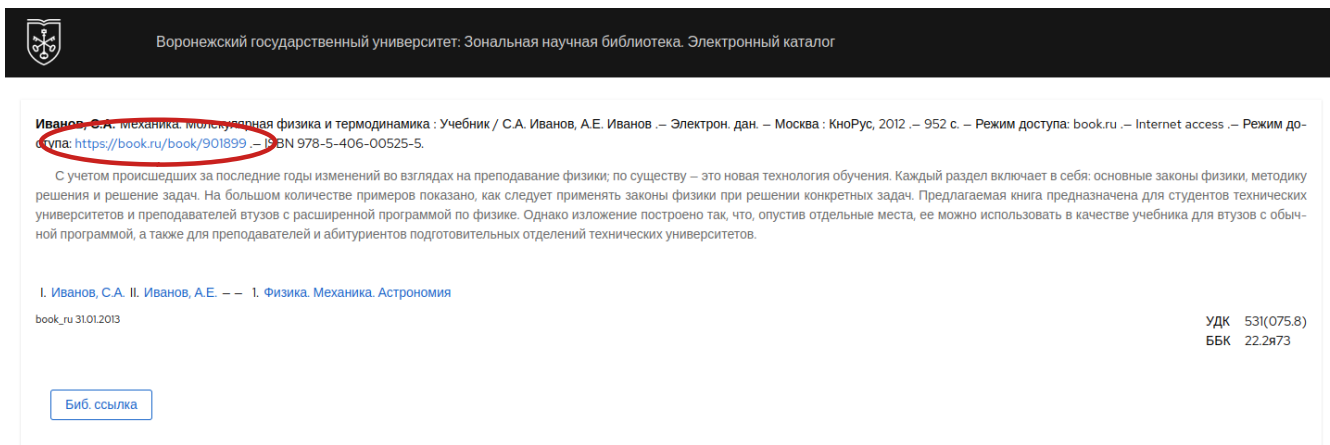 Воронежский государственный университет: Зональная научная библиотека. Электронный каталог
Иванов, С.А. Механика. Молекулярная физика и термодинамика : Учебник / С.А. Иванов, А.Е. Иванов .— Электрон. дан. — Москва : КноРус, 2012 .— 952 с. — Режим доступа: book.ru .— Internet access .— Режим до-
ступа: https://book.ru/book/901899 .— ISBN 978-5-406-00525-5.
С учетом происшедших за последние годы изменений во взглядах на преподавание физики; по существу — это новая технология обучения. Каждый раздел включает в себя: основные законы физики, методику
решения и решение задач. На большом количестве примеров показано, как следует применять законы физики при решении конкретных задач. Предлагаемая книга предназначена для студентов технических
университетов и преподавателей втузов с расширенной программой по физике. Однако изложение построено так, что, опустив отдельные места, ее можно использовать в качестве учебника для втузов с обыч-
ной программой, а также для преподавателей и абитуриентов подготовительных отделений технических университетов.
I. Иванов, С.А. II. Иванов, А.Е. — — 1. Физика. Механика. Астрономия
book_ru 31.01.2013
УДК 531(075.8)
ББК 22.2я73
Биб. ссылка